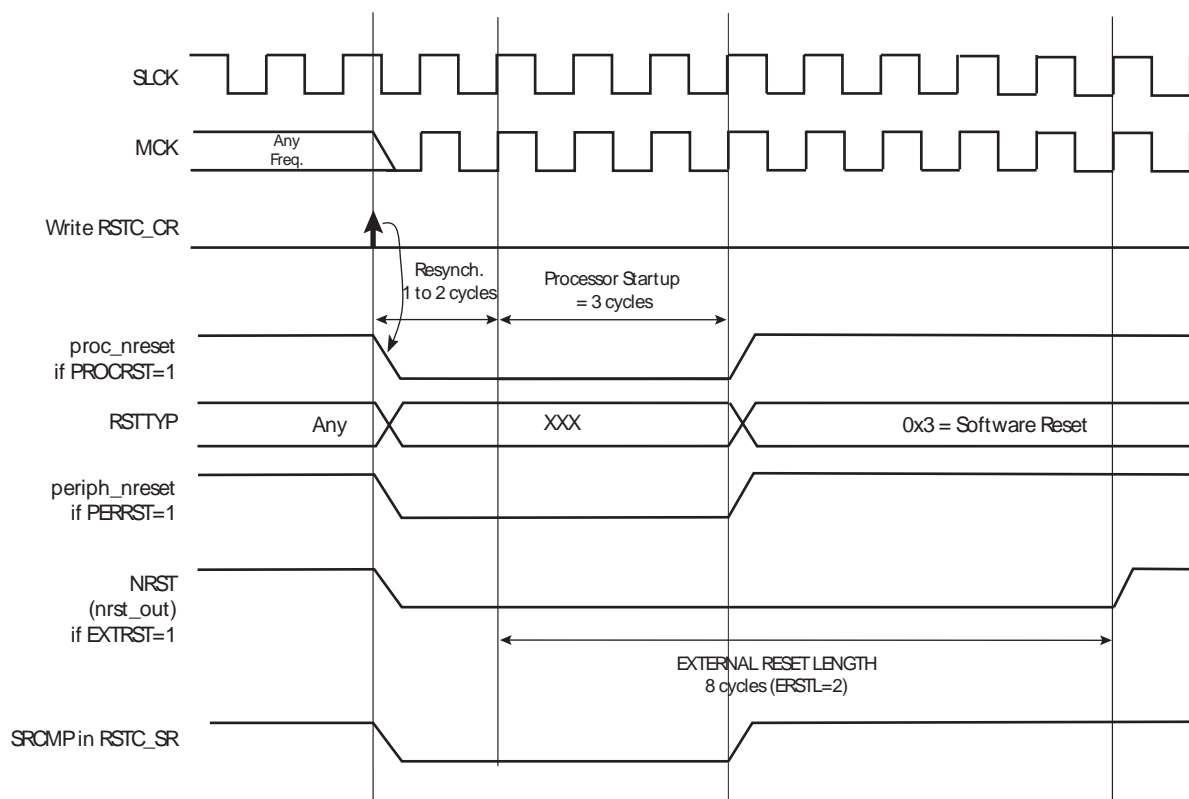 SLCK
MCK
Any
Freq.
Write RSTC_CR
Resynch.
1 to 2 cycles
Processor Startup
= 3 cycles
proc_nreset
if PROCRST=1
RSTTYP
Any
XXX
0x3 = Software Reset
periph_nreset
if PERRST=1
NRST
(nrst_out)
if EXTRST=1
EXTERNAL RESET LENGTH
8 cycles (ERSTL=2)
SRCMP in RSTC_SR